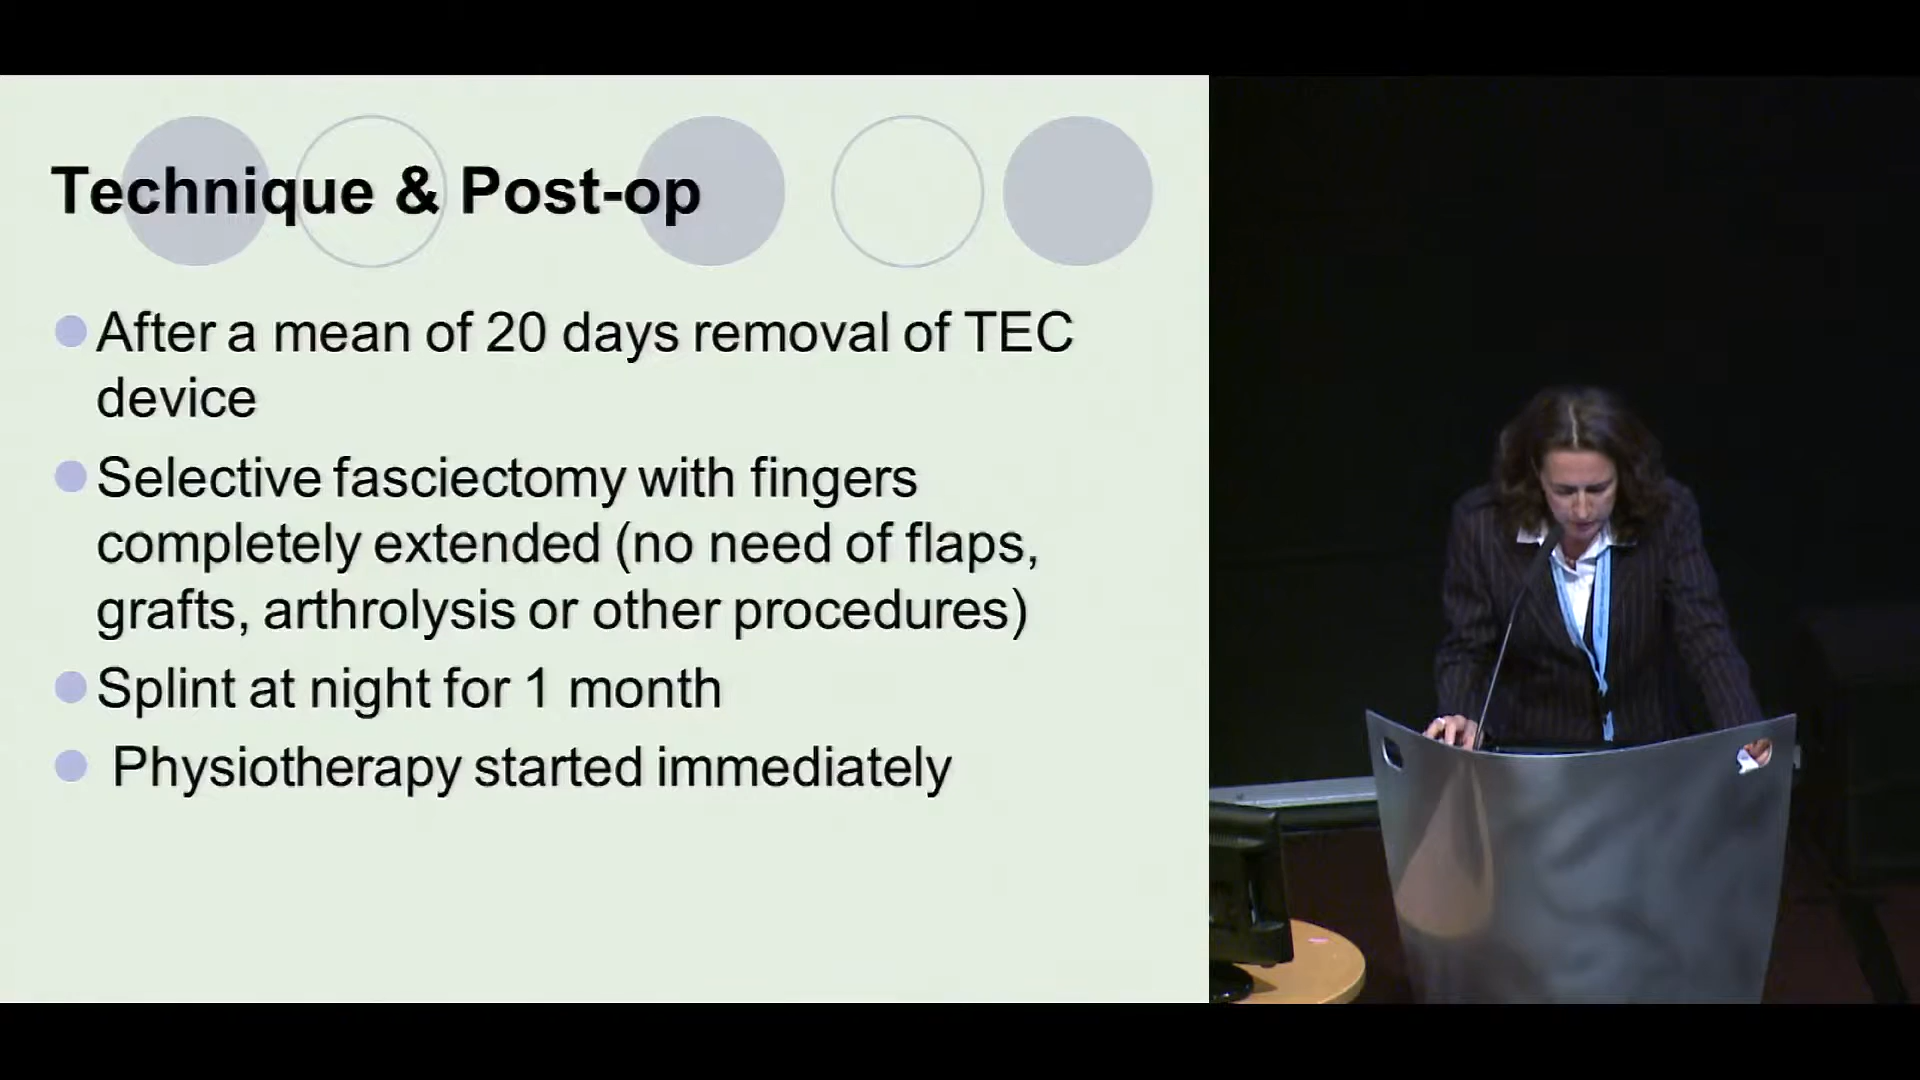 Technique & Post-op
After a mean of 20 days removal of TEC
device
Selective fasciectomy with fingers
completely extended (no need of flaps,
grafts, arthrolysis or other procedures)
Splint at night for 1 month
Physiotherapy started immediately